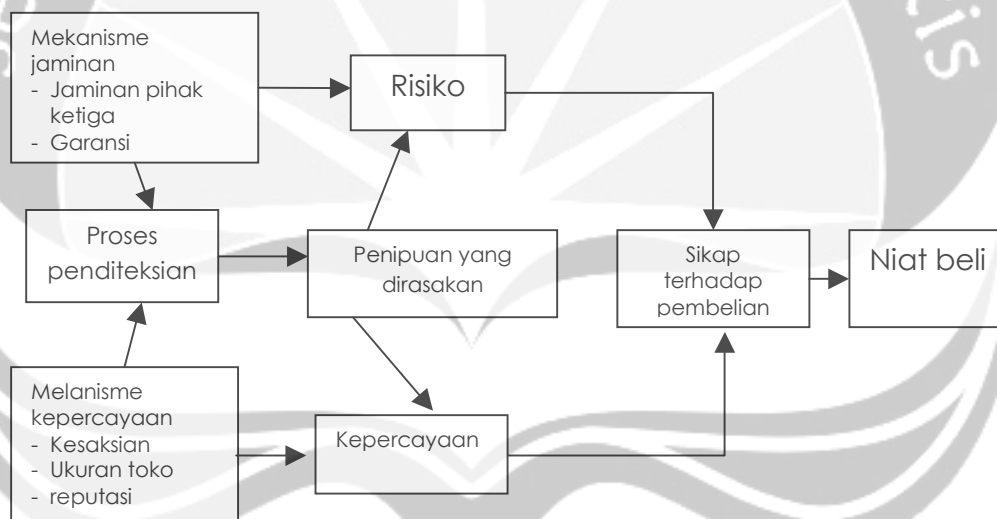 Mekanisme
jaminan
- Jaminan pihak
ketiga
- Garansi
Risiko
Proses
penditeksian
Penipuan yang
dirasakan
Sikap
terhadap
pembelian
Niat beli
Melanisme
kepercayaan
- Kesaksian
- Ukuran toko
- reputasi
Kepercayaan